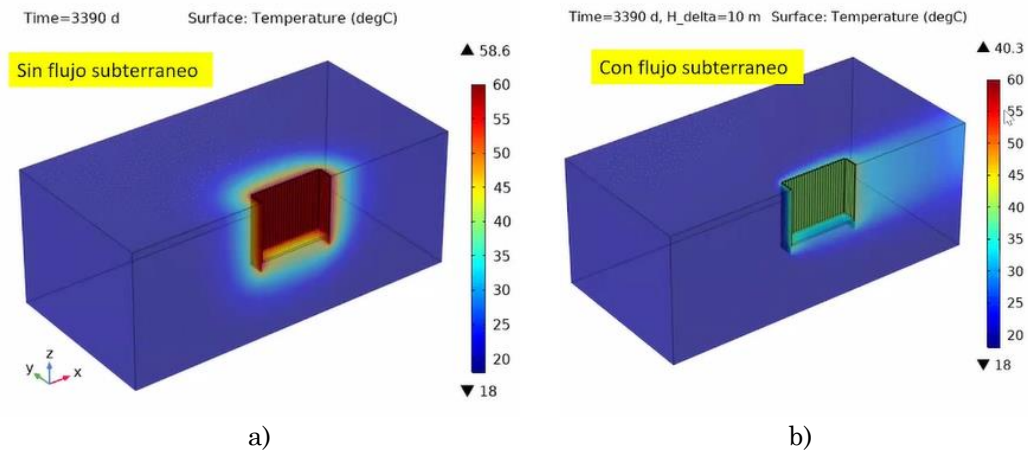 Time=3390 d Surface: Temperature (degC)
Sin flujo subterraneo
▲ 58.6
60
55
50
45
40
35
30
25
20
▼ 18
z
y
x
a)
Time=3390 d, H_delta=10 m Surface: Temperature (degC)
Con flujo subterraneo
▲ 40.3
60
55
50
45
40
35
30
25
20
▼ 18
b)